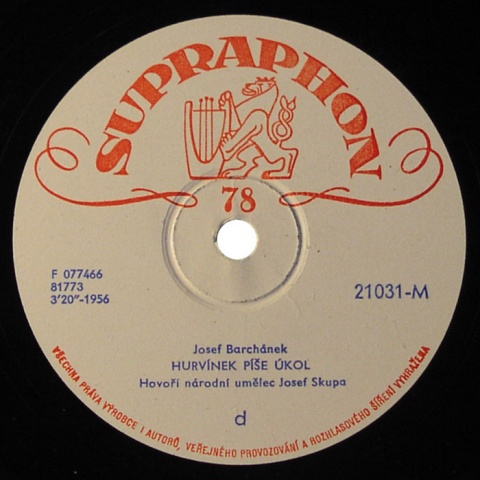 SUPRAPHON
78
F 077466
81773
3'20"-1956
21031-M
Josef Barchánek
HURVÍNEK PÍŠE ÚKOL
Hovoří národní umělec Josef Skupa
d
VŠECHNA PRÁVA VÝROBCE I AUTORŮ, VEŘEJNÉHO PROVOZOVÁNÍ A ROZHLASOVÉHO ŠÍŘENÍ VYHRAŽENA